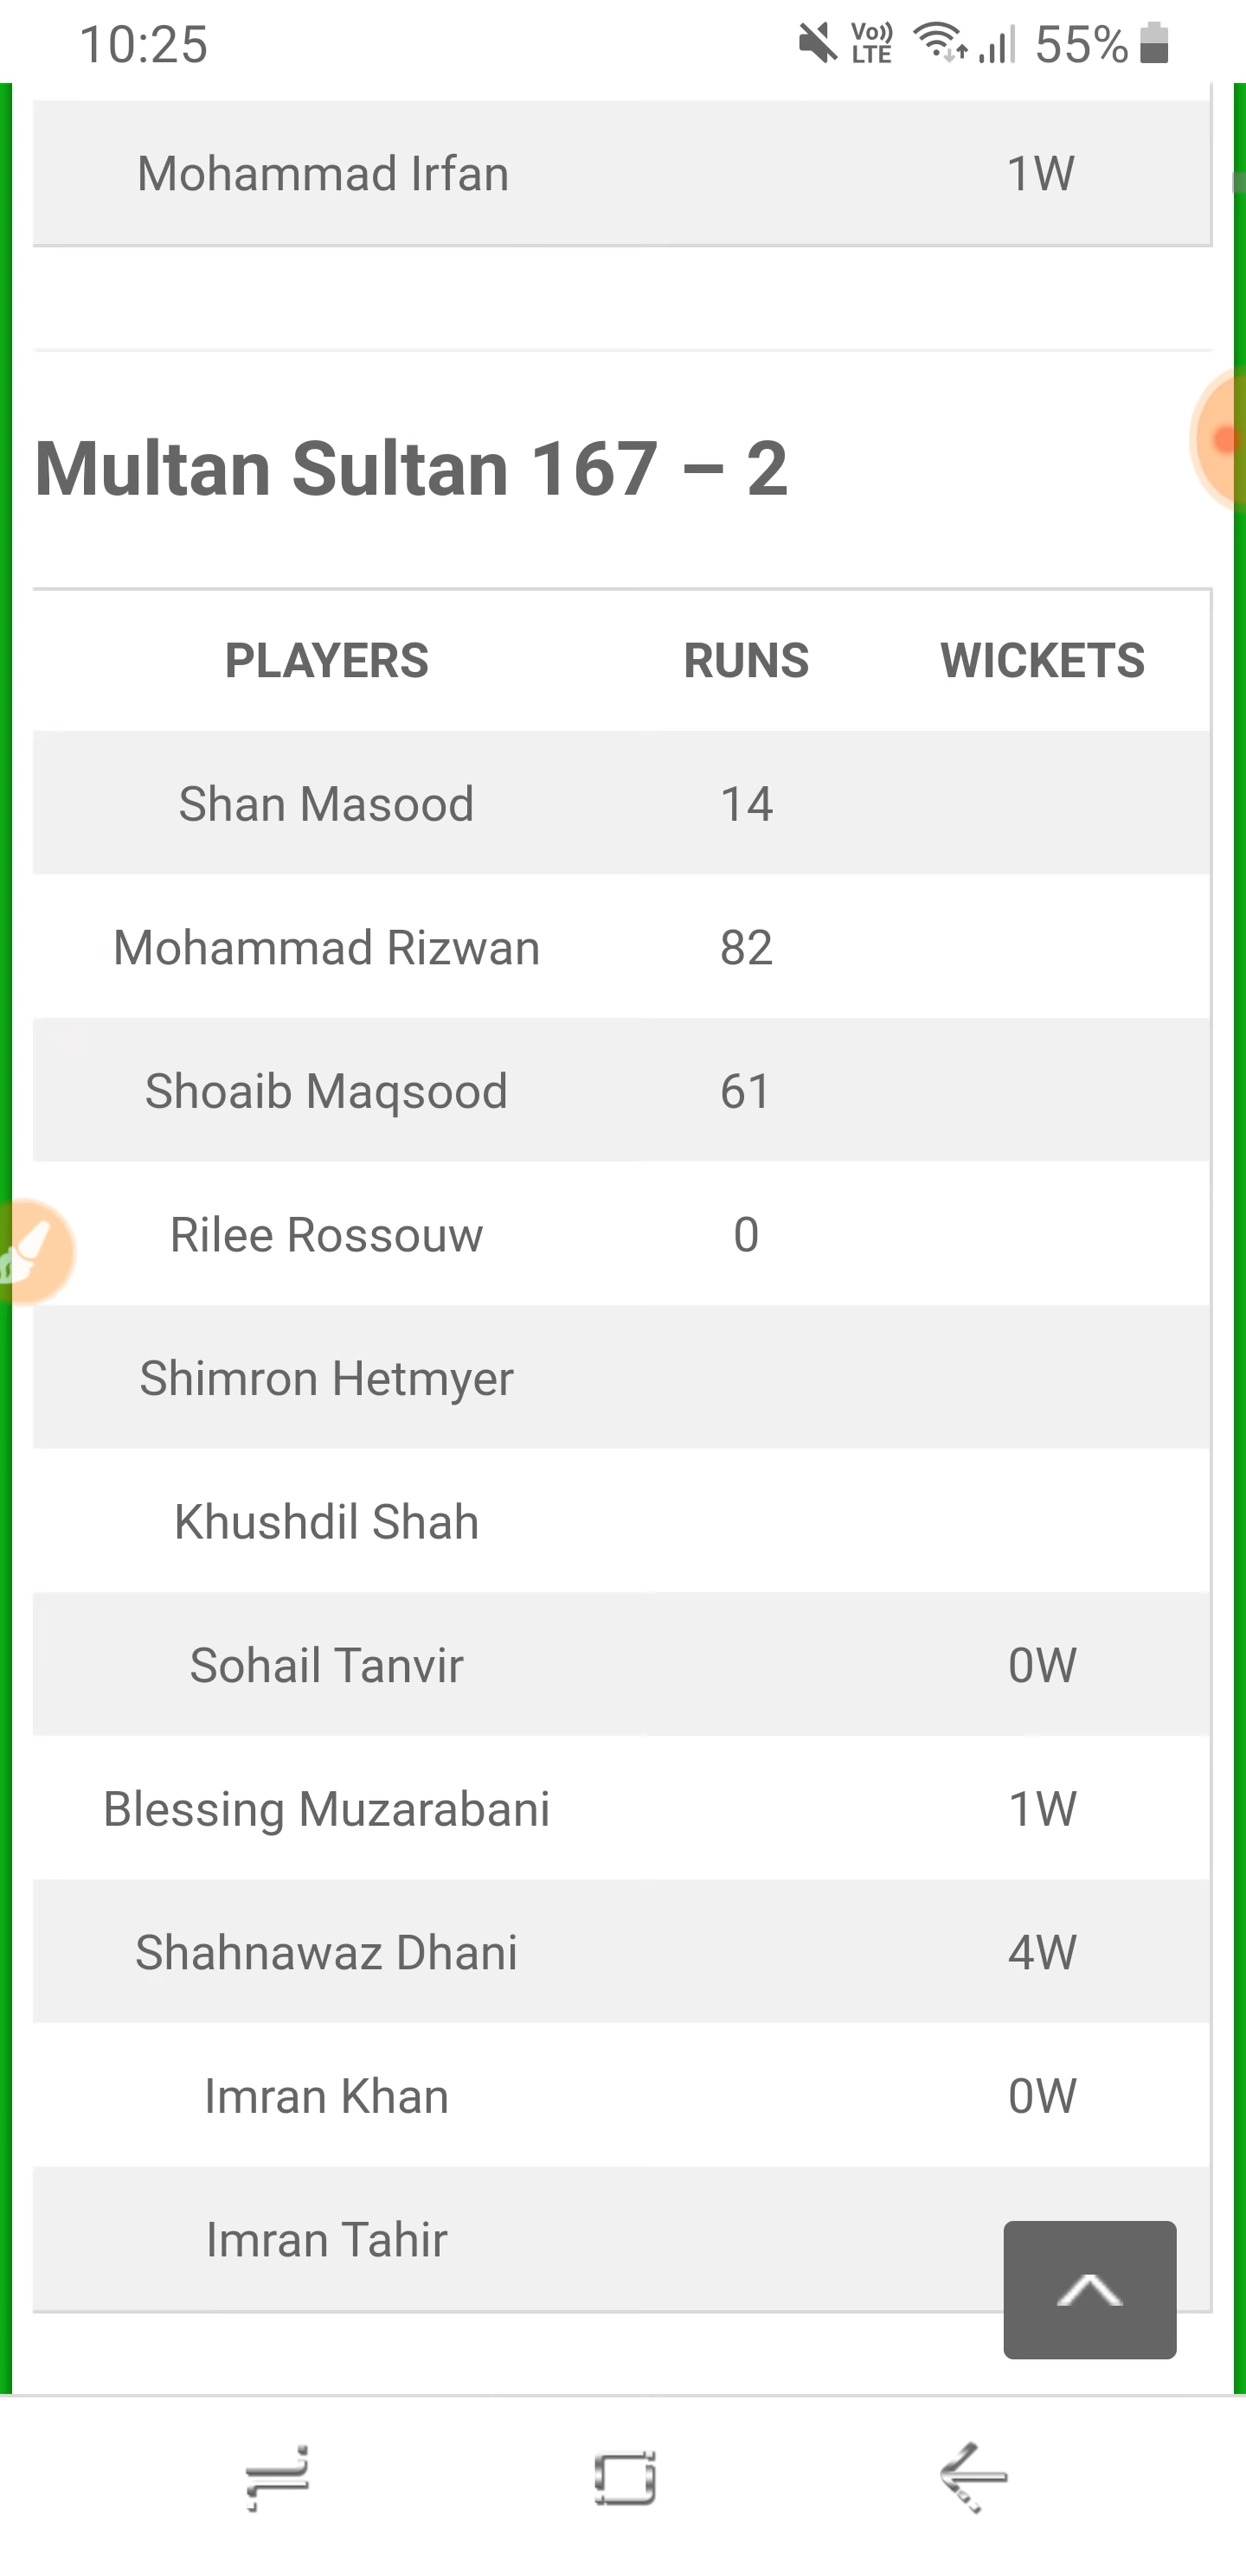 10:25 Vo)) LTE 55%
Mohammad Irfan 1W
Multan Sultan 167 – 2
PLAYERS RUNS WICKETS
Shan Masood 14
Mohammad Rizwan 82
Shoaib Maqsood 61
Rilee Rossouw 0
Shimron Hetmyer
Khushdil Shah
Sohail Tanvir 0W
Blessing Muzarabani 1W
Shahnawaz Dhani 4W
Imran Khan 0W
Imran Tahir